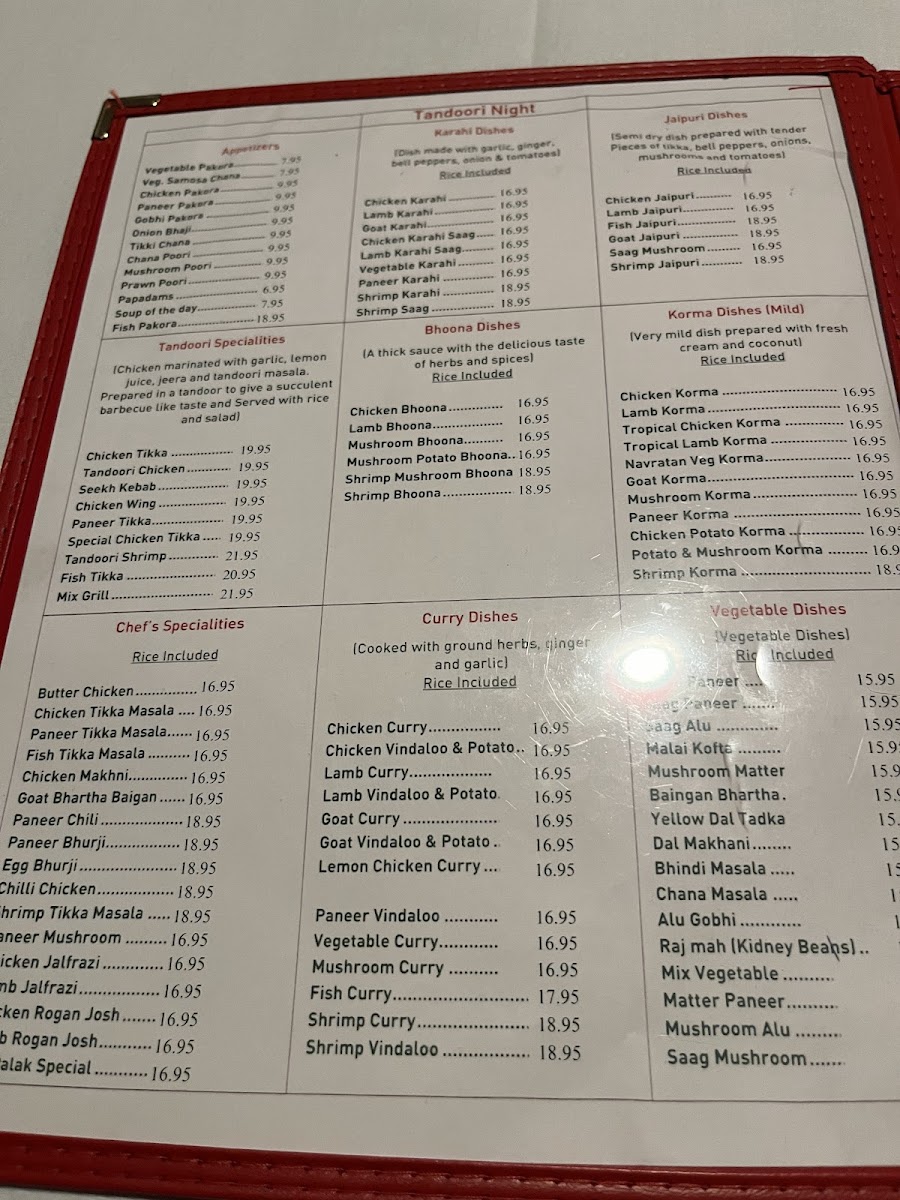 Tandoori Night
Appetizers
Vegetable Pakora 7.95
Veg. Samosa Chana 7.95
Chicken Pakora 9.95
Paneer Pakora 9.95
Gobhi Pakora 9.95
Onion Bhaji 9.95
Tikki Chana 9.95
Chana Poori 9.95
Mushroom Poori 9.95
Prawn Poori 9.95
Papadams 6.95
Soup of the day 7.95
Fish Pakora 18.95
Karahi Dishes
(Dish made with garlic, ginger,
bell peppers, onion & tomatoes)
Rice Included
Chicken Karahi 16.95
Lamb Karahi 16.95
Goat Karahi 16.95
Chicken Karahi Saag 16.95
Lamb Karahi Saag 16.95
Vegetable Karahi 16.95
Paneer Karahi 16.95
Shrimp Karahi 18.95
Shrimp Saag 18.95
Jaipuri Dishes
(Semi dry dish prepared with tender
Pieces of tikka, bell peppers, onions,
mushrooms and tomatoes)
Rice Included
Chicken Jaipuri 16.95
Lamb Jaipuri 16.95
Fish Jaipuri 18.95
Goat Jaipuri 18.95
Saag Mushroom 16.95
Shrimp Jaipuri 18.95
Tandoori Specialities
(Chicken marinated with garlic, lemon
juice, jeera and tandoori masala.
Prepared in a tandoor to give a succulent
barbecue like taste and Served with rice
and salad)
Chicken Tikka 19.95
Tandoori Chicken 19.95
Seekh Kebab 19.95
Chicken Wing 19.95
Paneer Tikka 19.95
Special Chicken Tikka 19.95
Tandoori Shrimp 21.95
Fish Tikka 20.95
Mix Grill 21.95
Bhoona Dishes
(A thick sauce with the delicious taste
of herbs and spices)
Rice Included
Chicken Bhoona 16.95
Lamb Bhoona 16.95
Mushroom Bhoona 16.95
Mushroom Potato Bhoona 16.95
Shrimp Mushroom Bhoona 18.95
Shrimp Bhoona 18.95
Korma Dishes (Mild)
(Very mild dish prepared with fresh
cream and coconut)
Rice Included
Chicken Korma 16.95
Lamb Korma 16.95
Tropical Chicken Korma 16.95
Tropical Lamb Korma 16.95
Navratan Veg Korma 16.95
Goat Korma 16.95
Mushroom Korma 16.95
Paneer Korma 16.95
Chicken Potato Korma 16.9
Potato & Mushroom Korma 16.9
Shrimp Korma 18.9
Chef's Specialities
Rice Included
Butter Chicken 16.95
Chicken Tikka Masala 16.95
Paneer Tikka Masala 16.95
Fish Tikka Masala 16.95
Chicken Makhni 16.95
Goat Bhartha Baigan 16.95
Paneer Chili 18.95
Paneer Bhurji 18.95
Egg Bhurji 18.95
Chilli Chicken 18.95
hrimp Tikka Masala 18.95
aneer Mushroom 16.95
icken Jalfrazi 16.95
mb Jalfrazi 16.95
cken Rogan Josh 16.95
b Rogan Josh 16.95
alak Special 16.95
Curry Dishes
(Cooked with ground herbs, ginger
and garlic)
Rice Included
Chicken Curry 16.95
Chicken Vindaloo & Potato 16.95
Lamb Curry 16.95
Lamb Vindaloo & Potato 16.95
Goat Curry 16.95
Goat Vindaloo & Potato 16.95
Lemon Chicken Curry 16.95
Paneer Vindaloo 16.95
Vegetable Curry 16.95
Mushroom Curry 16.95
Fish Curry 17.95
Shrimp Curry 18.95
Shrimp Vindaloo 18.95
Vegetable Dishes
(Vegetable Dishes)
Rice Included
Paneer 15.95
Paneer 15.95
Saag Alu 15.95
Malai Kofta 15.9
Mushroom Matter 15.9
Baingan Bhartha 15.
Yellow Dal Tadka 15.
Dal Makhani 15
Bhindi Masala 15
Chana Masala
Alu Gobhi
Raj mah (Kidney Beans)
Mix Vegetable
Matter Paneer
Mushroom Alu
Saag Mushroom